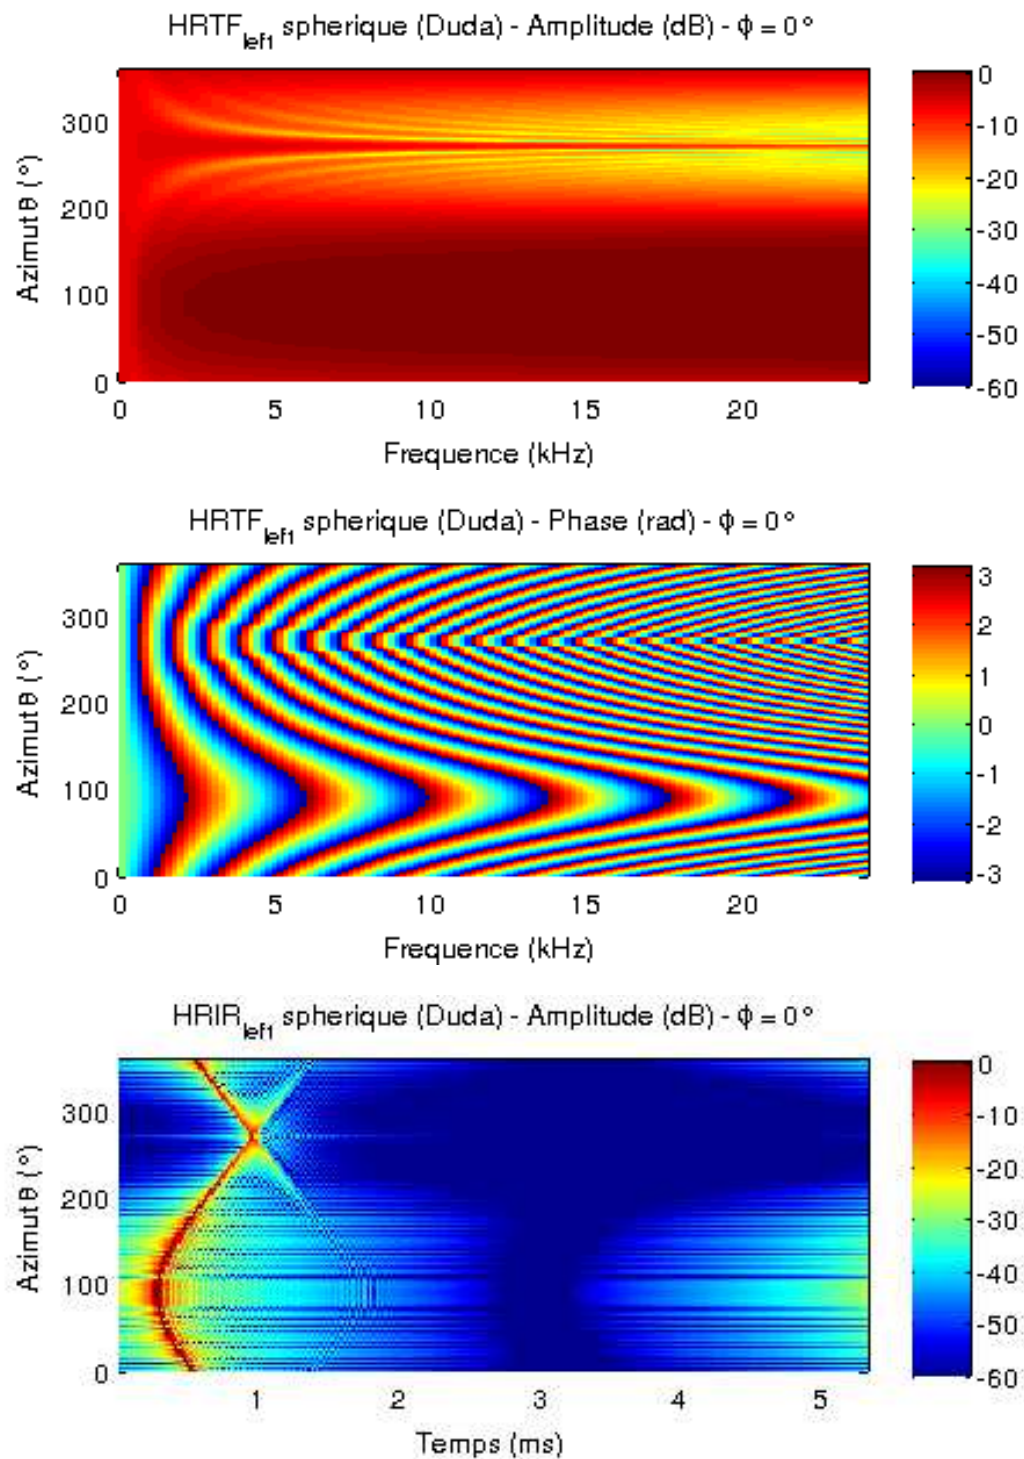 HRTF_left spherique (Duda) - Amplitude (dB) - ϕ = 0°
Azimut θ (°)
300
200
100
0
0 5 10 15 20
Frequence (kHz)
0
-10
-20
-30
-40
-50
-60
HRTF_left spherique (Duda) - Phase (rad) - ϕ = 0°
Azimut θ (°)
300
200
100
0
0 5 10 15 20
Frequence (kHz)
3
2
1
0
-1
-2
-3
HRIR_left spherique (Duda) - Amplitude (dB) - ϕ = 0°
Azimut θ (°)
300
200
100
0
1 2 3 4 5
Temps (ms)
0
-10
-20
-30
-40
-50
-60